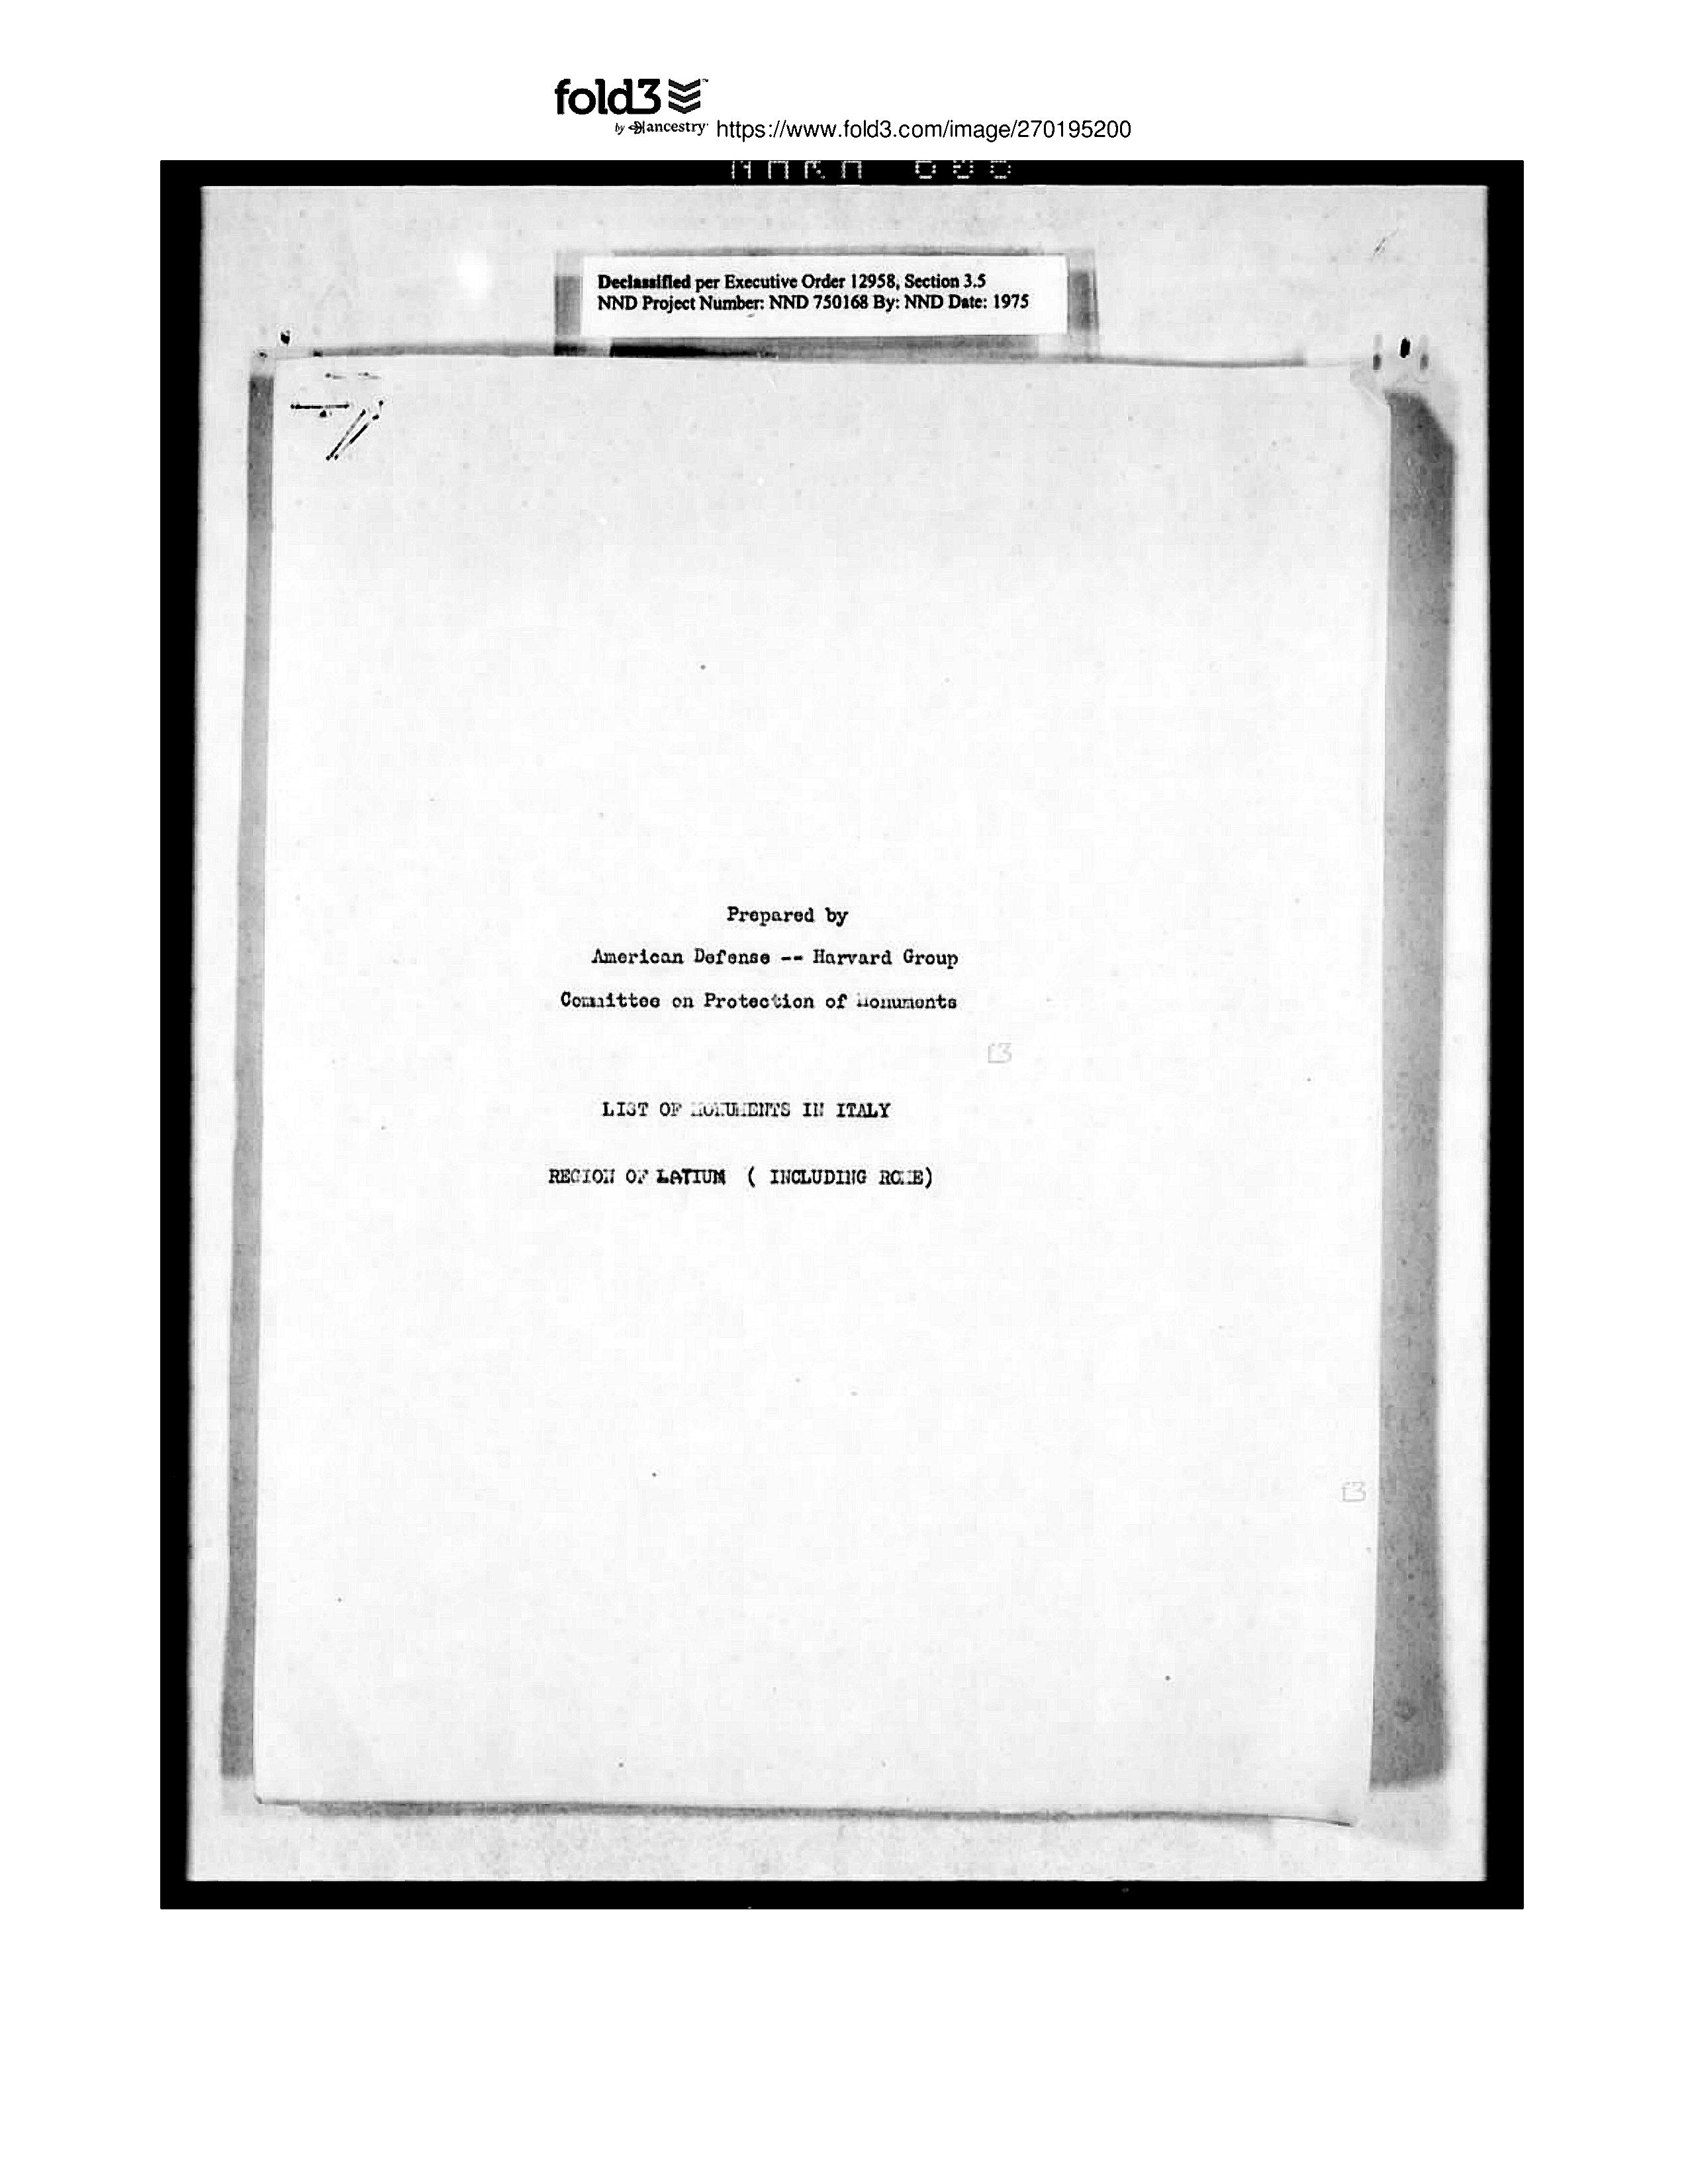 fold3
by ancestry https://www.fold3.com/image/270195200
Declassified per Executive Order 12958, Section 3.5
NND Project Number: NND 750168 By: NND Date: 1975
Prepared by
American Defense -- Harvard Group
Committee on Protection of Monuments
f3
LIST OF MONUMENTS IN ITALY
REGION OF LATIUM ( INCLUDING ROME)
f3